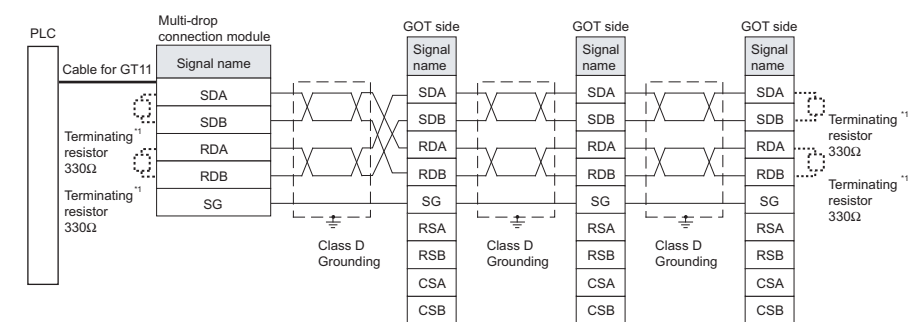 PLC
Multi-drop
connection module
Cable for GT11
Signal name
SDA
SDB
RDA
RDB
SG
Terminating *1
resistor
330Ω
Terminating *1
resistor
330Ω
Class D
Grounding
GOT side
Signal
name
SDA
SDB
RDA
RDB
SG
RSA
RSB
CSA
CSB
Class D
Grounding
GOT side
Signal
name
SDA
SDB
RDA
RDB
SG
RSA
RSB
CSA
CSB
Class D
Grounding
GOT side
Signal
name
SDA
SDB
RDA
RDB
SG
RSA
RSB
CSA
CSB
Terminating *1
resistor
330Ω
Terminating *1
resistor
330Ω